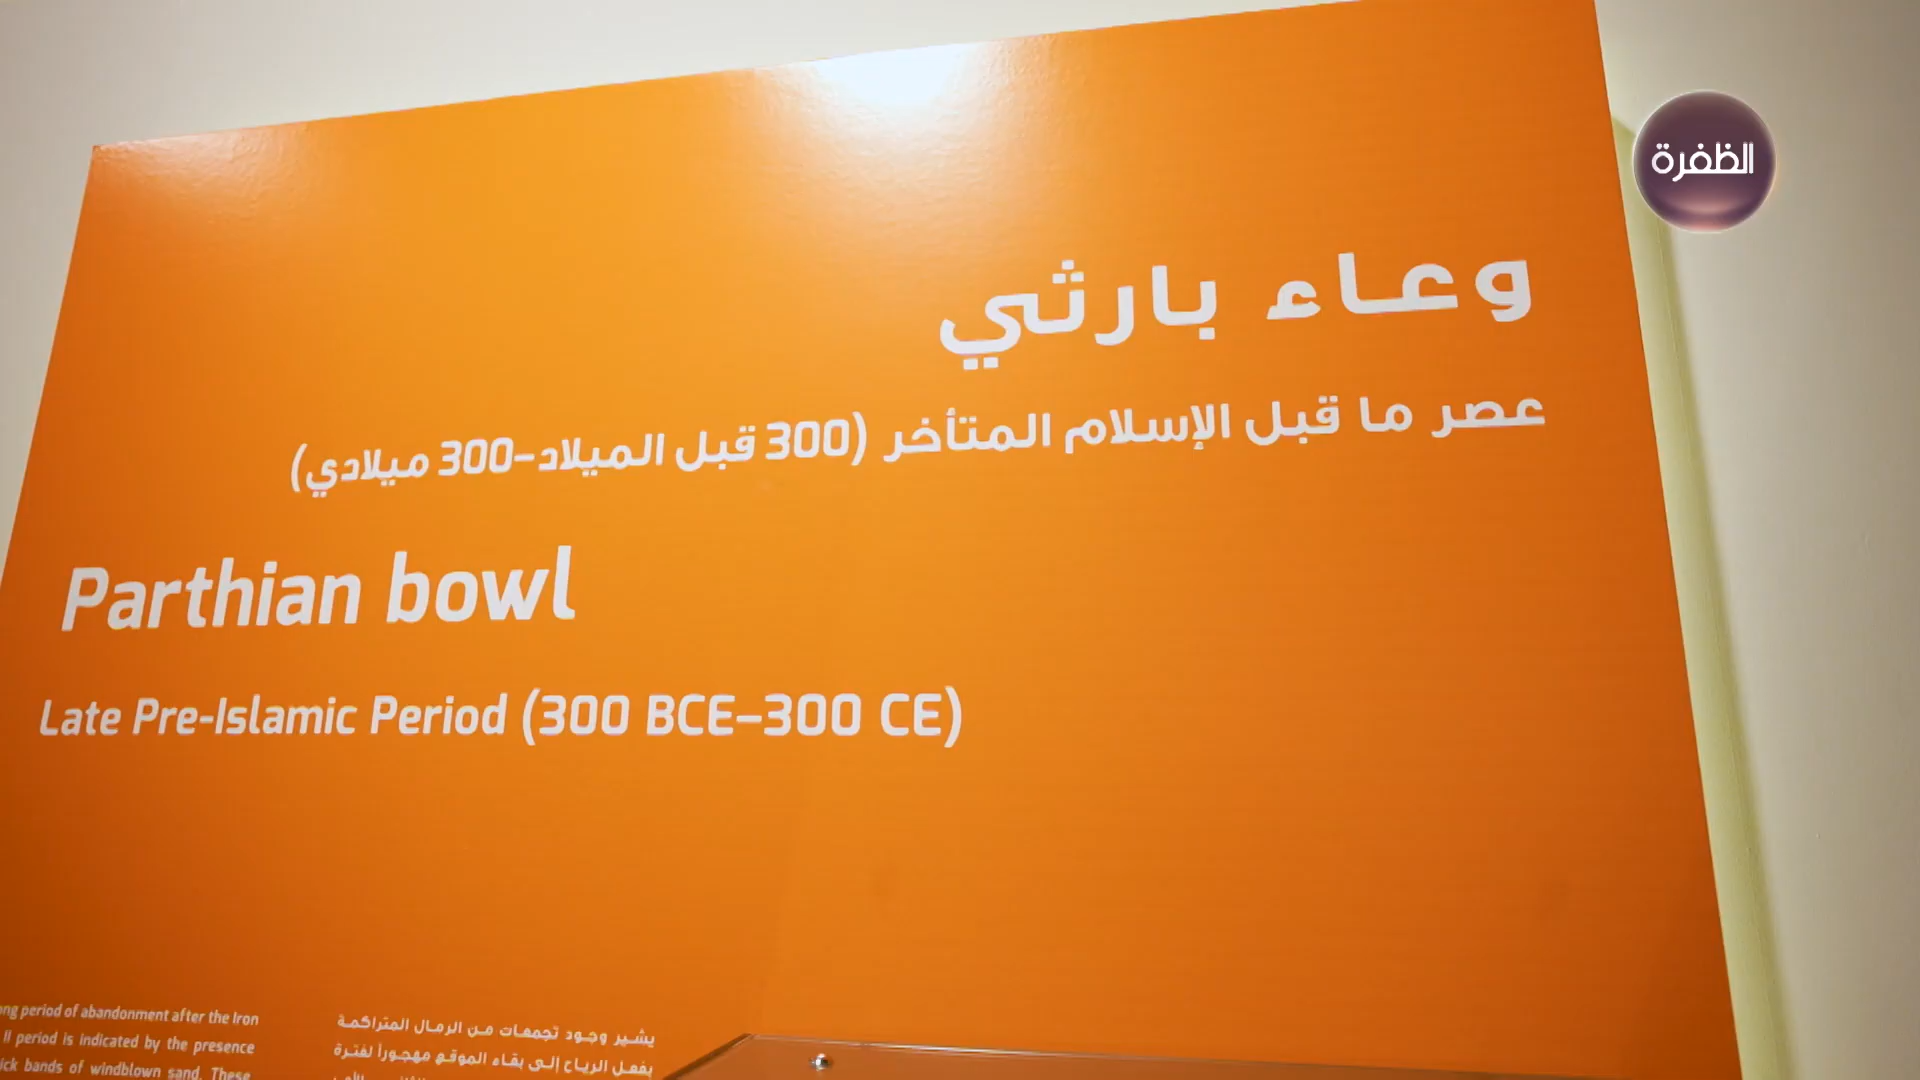 الظفرة
وعاء بارثي
عصر ما قبل الإسلام المتأخر (300 قبل الميلاد-300 ميلادي)
Parthian bowl
Late Pre-Islamic Period (300 BCE–300 CE)
period of abandonment after the Iron
II period is indicated by the presence
bands of windblown sand. These
يشير وجود تجمعات من الرمال المتراكمة
بفعل الرياح إلى بقاء الموقع مهجوراً لفترة